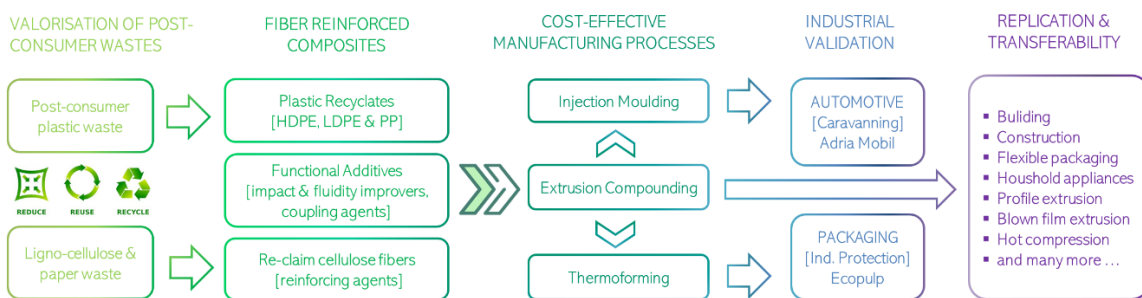 VALORISATION OF POST-
CONSUMER WASTES
Post-consumer
plastic waste
REDUCE
REUSE
RECYCLE
Ligno-cellulose &
paper waste
FIBER REINFORCED
COMPOSITES
Plastic Recyclates
[HDPE, LDPE & PP]
Functional Additives
[impact & fluidity improvers,
coupling agents]
Re-claim cellulose fibers
[reinforcing agents]
COST-EFFECTIVE
MANUFACTURING PROCESSES
Injection Moulding
Extrusion Compounding
Thermoforming
INDUSTRIAL
VALIDATION
AUTOMOTIVE
[Caravanning]
Adria Mobil
PACKAGING
[Ind. Protection]
Ecopulp
REPLICATION &
TRANSFERABILITY
▪ Buliding
▪ Construction
▪ Flexible packaging
▪ Houshold appliances
▪ Profile extrusion
▪ Blown film extrusion
▪ Hot compression
▪ and many more ...